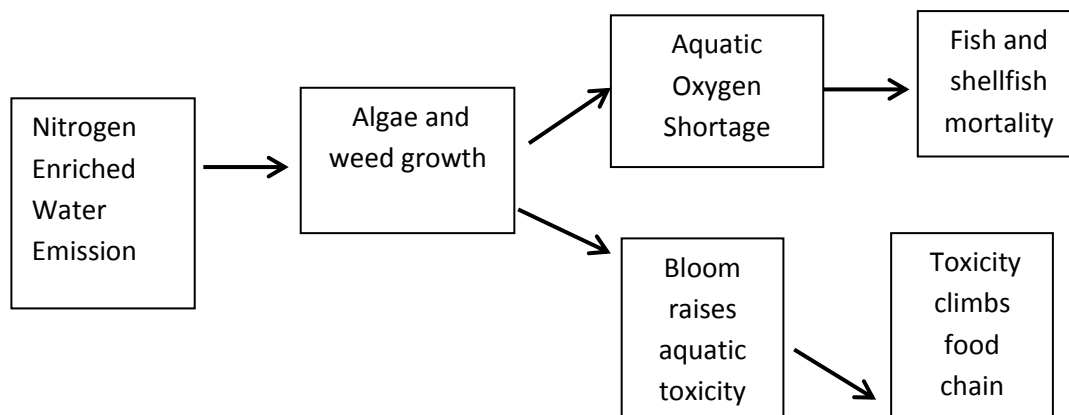 Nitrogen
Enriched
Water
Emission
Algae and
weed growth
Aquatic
Oxygen
Shortage
Fish and
shellfish
mortality
Bloom
raises
aquatic
toxicity
Toxicity
climbs
food
chain